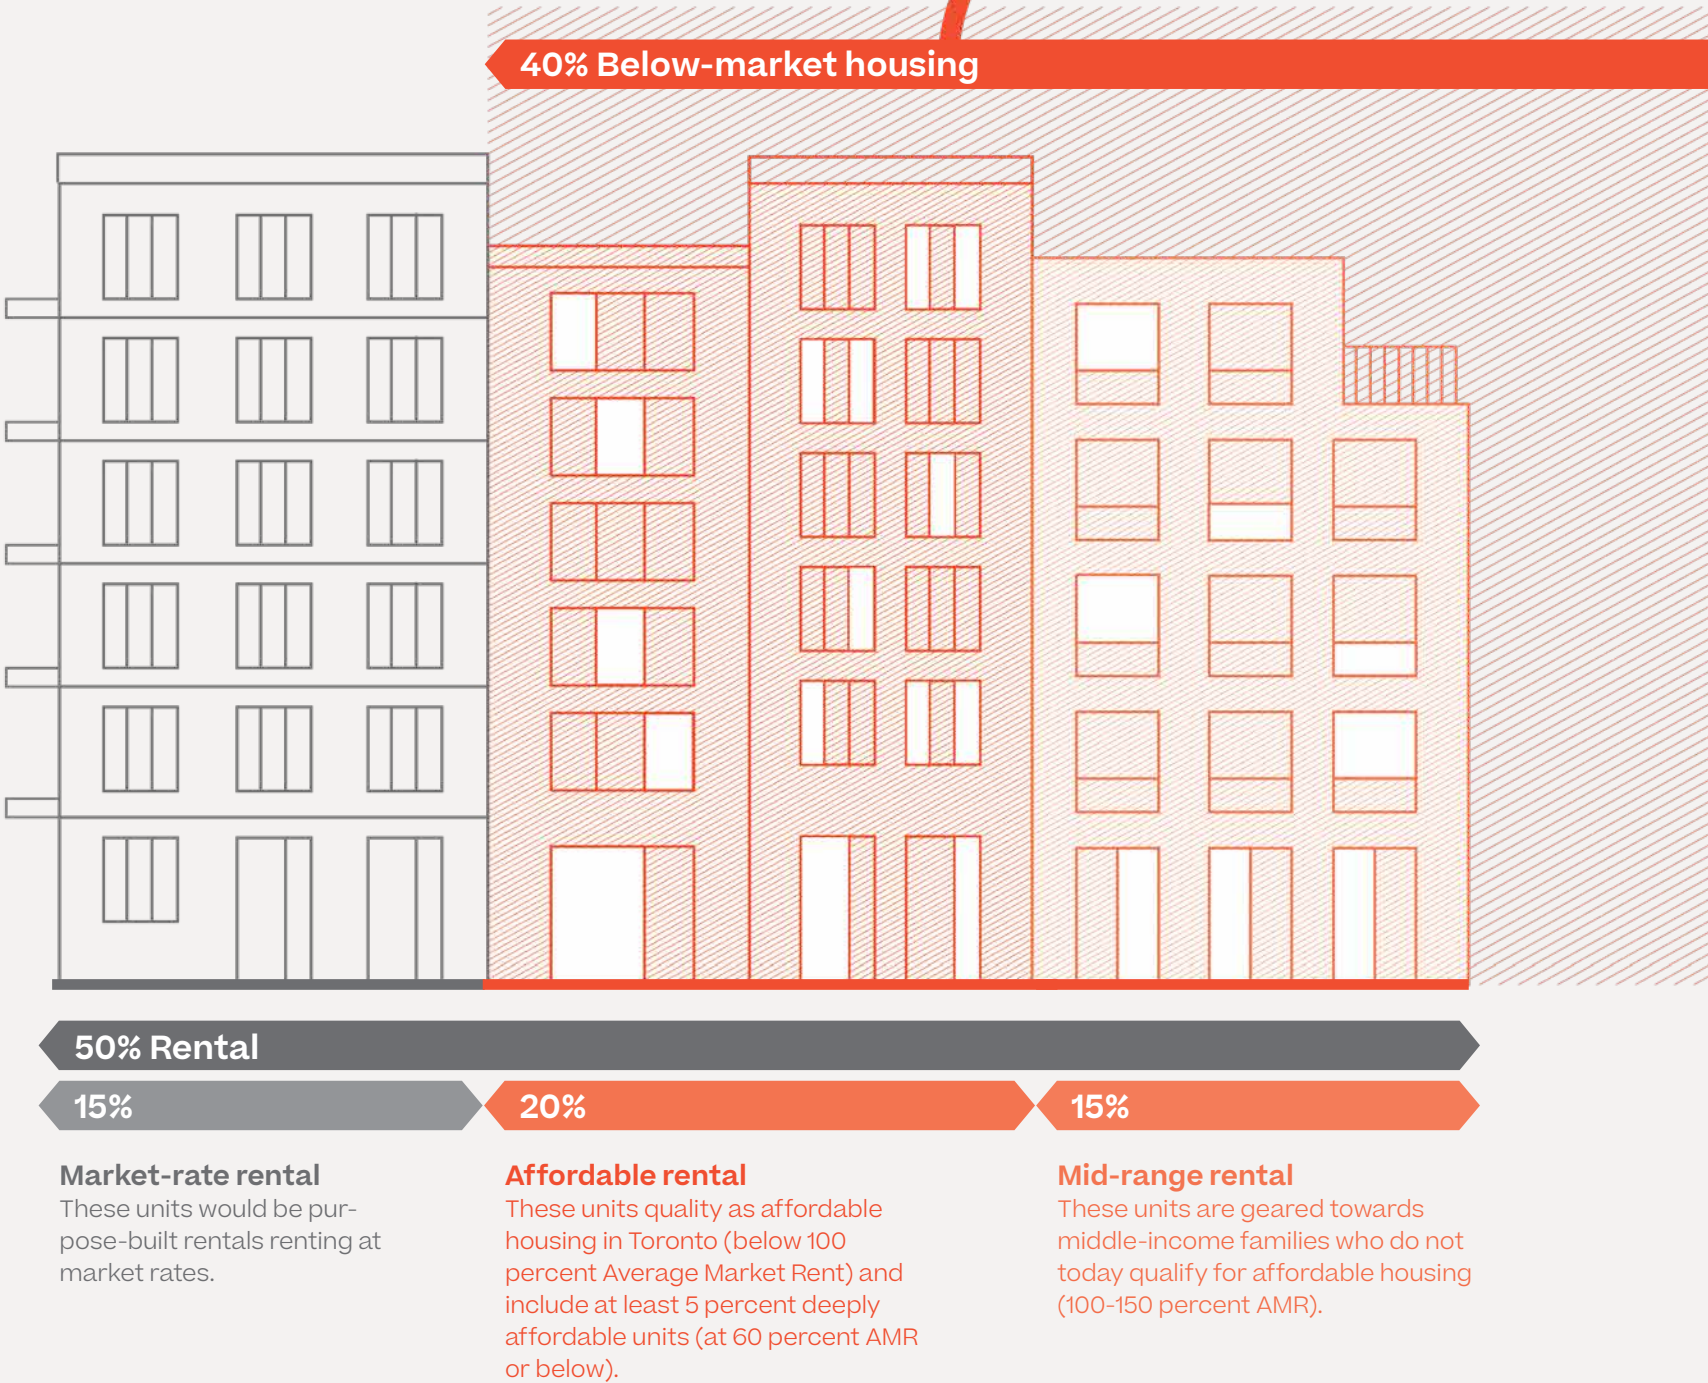 40% Below-market housing
50% Rental
15%
20%
15%
Market-rate rental
These units would be pur-
pose-built rentals renting at
market rates.
Affordable rental
These units quality as affordable
housing in Toronto (below 100
percent Average Market Rent) and
include at least 5 percent deeply
affordable units (at 60 percent AMR
or below).
Mid-range rental
These units are geared towards
middle-income families who do not
today qualify for affordable housing
(100-150 percent AMR).